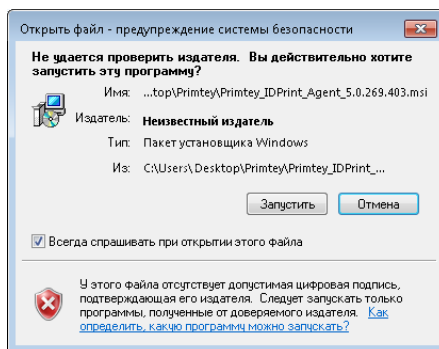 Открыть файл - предупреждение системы безопасности
Не удается проверить издателя. Вы действительно хотите
запустить эту программу?
Имя: ...top\Primtey\Primtey_IDPrint_Agent_5.0.269.403.msi
Издатель: Неизвестный издатель
Тип: Пакет установщика Windows
Из: C:\Users\ Desktop\Primtey\Primtey_IDPrint_...
Запустить Отмена
Всегда спрашивать при открытии этого файла
У этого файла отсутствует допустимая цифровая подпись,
подтверждающая его издателя. Следует запускать только
программы, полученные от доверяемого издателя. Как
определить, какую программу можно запускать?